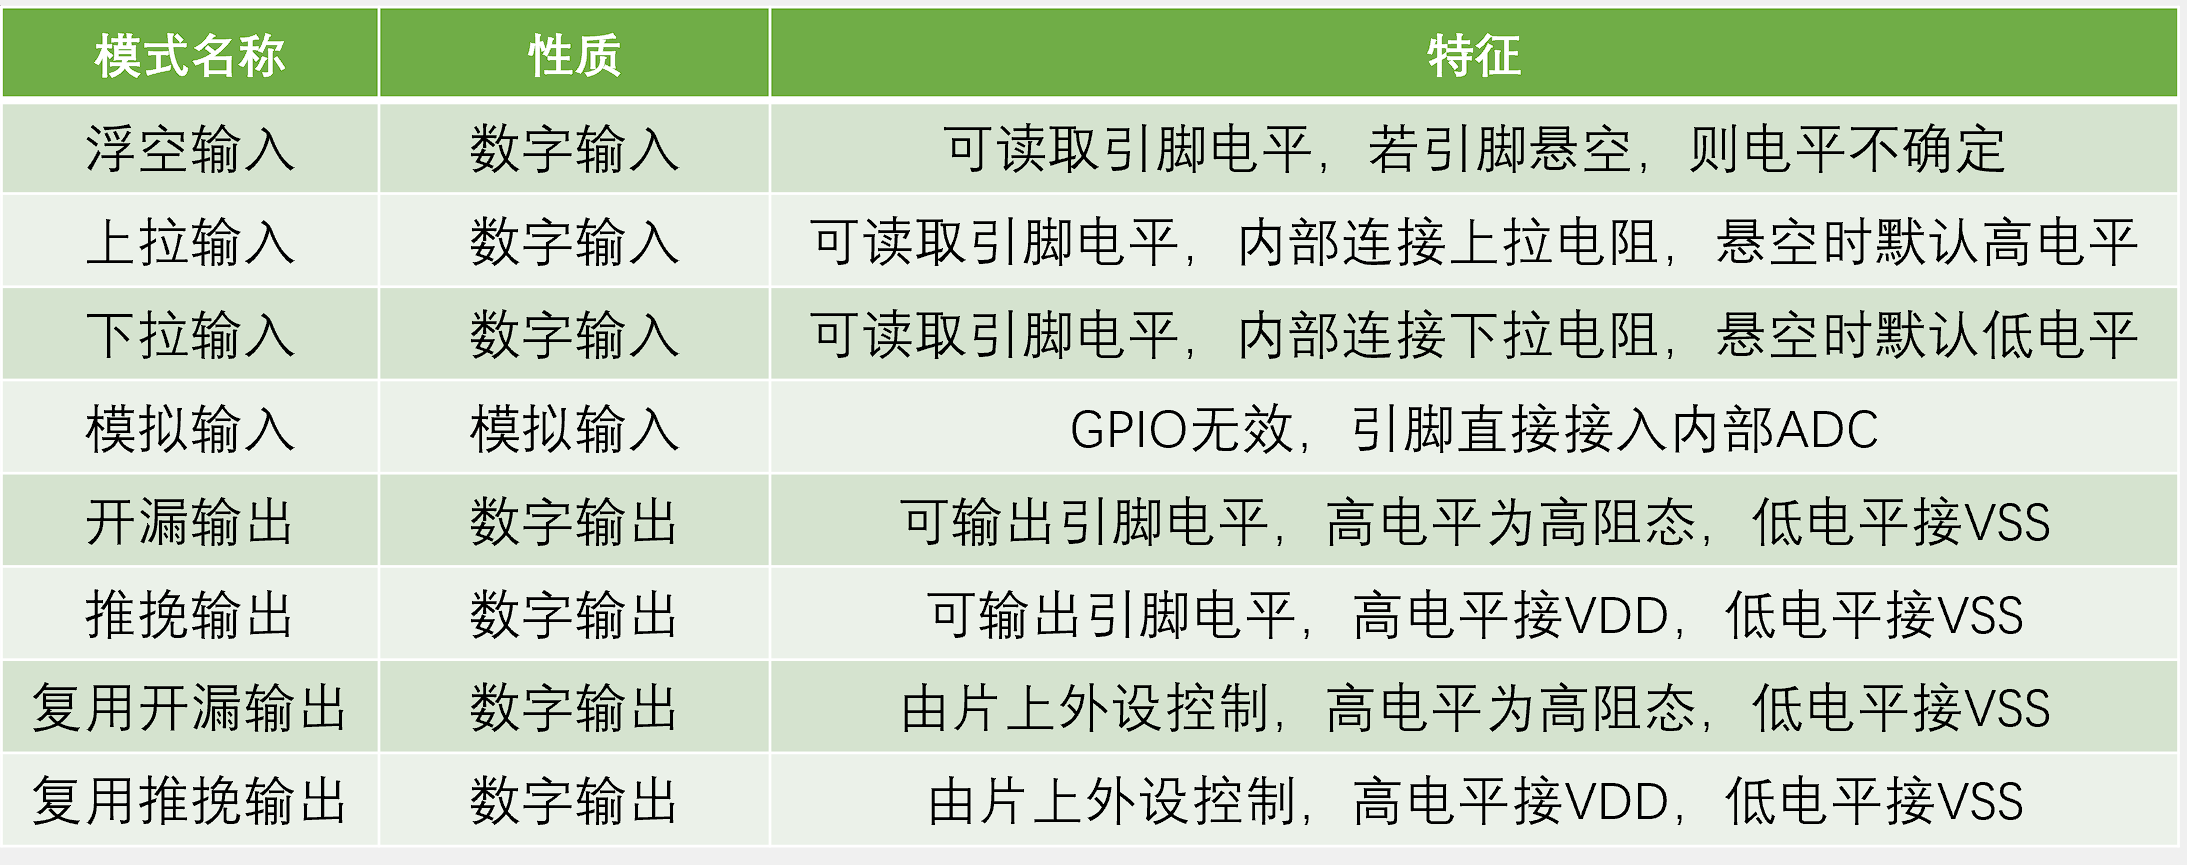 模式名称 性质 特征
浮空输入 数字输入 可读取引脚电平，若引脚悬空，则电平不确定
上拉输入 数字输入 可读取引脚电平，内部连接上拉电阻，悬空时默认高电平
下拉输入 数字输入 可读取引脚电平，内部连接下拉电阻，悬空时默认低电平
模拟输入 模拟输入 GPIO无效，引脚直接接入内部ADC
开漏输出 数字输出 可输出引脚电平，高电平为高阻态，低电平接VSS
推挽输出 数字输出 可输出引脚电平，高电平接VDD，低电平接VSS
复用开漏输出 数字输出 由片上外设控制，高电平为高阻态，低电平接VSS
复用推挽输出 数字输出 由片上外设控制，高电平接VDD，低电平接VSS